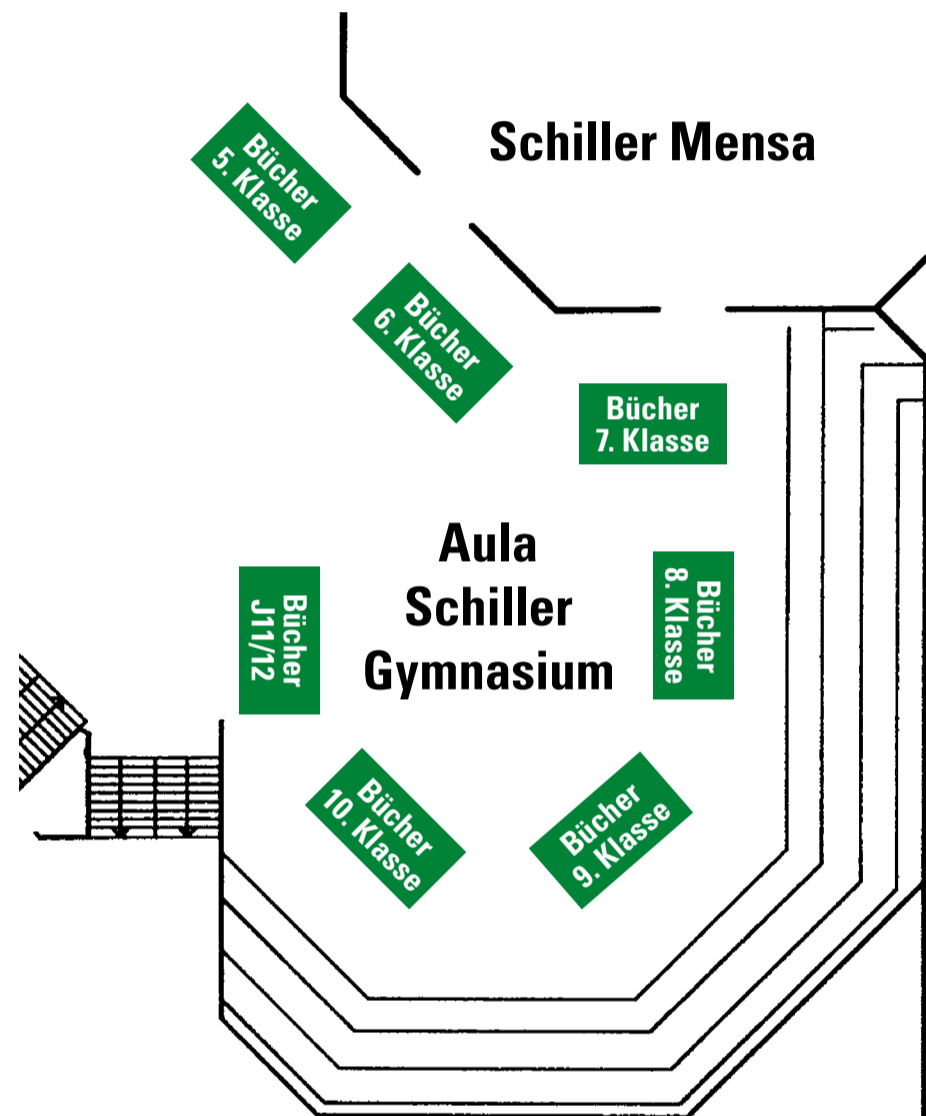 Schiller Mensa
Bücher
5. Klasse
Bücher
6. Klasse
Bücher
7. Klasse
Aula
Schiller
Gymnasium
Bücher
8. Klasse
Bücher
J11/12
Bücher
10. Klasse
Bücher
9. Klasse